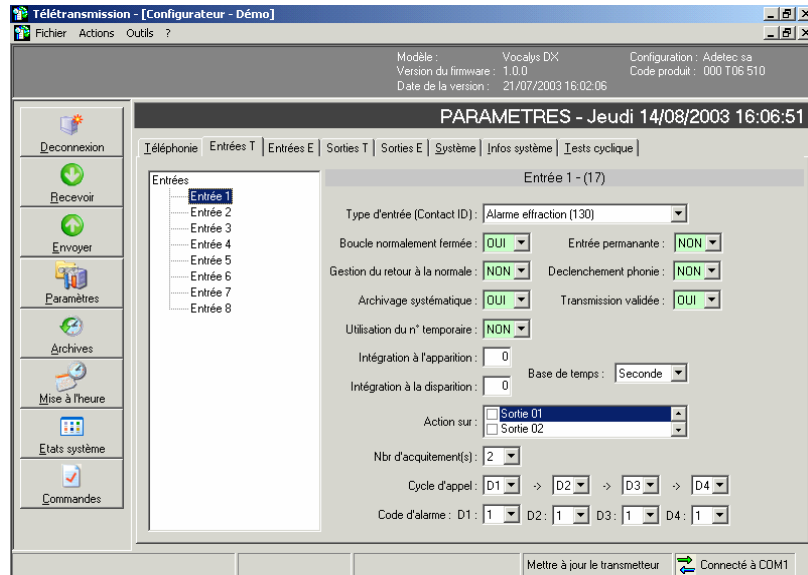 Télétransmission - [Configurateur - Démo]
Fichier Actions Outils ?
Modèle : Vocalys DX Configuration : Adetec sa
Version du firmware : 1.0.0 Code produit : 000 T06 510
Date de la version : 21/07/2003 16:02:06
PARAMETRES - Jeudi 14/08/2003 16:06:51
Deconnexion
Recevoir
Envoyer
Paramètres
Archives
Mise à l'heure
Etats système
Commandes
Téléphonie Entrées T Entrées E Sorties T Sorties E Système Infos système Tests cyclique
Entrées
Entrée 1
Entrée 2
Entrée 3
Entrée 4
Entrée 5
Entrée 6
Entrée 7
Entrée 8
Entrée 1 - (17)
Type d'entrée (Contact ID) : Alarme effraction (130)
Boucle normalement fermée : OUI Entrée permanante : NON
Gestion du retour à la normale : NON Declenchement phonie : NON
Archivage systématique : OUI Transmission validée : OUI
Utilisation du n° temporaire : NON
Intégration à l'apparition : 0
Base de temps : Seconde
Intégration à la disparition : 0
Action sur : Sortie 01
Sortie 02
Nbr d'acquitement(s) : 2
Cycle d'appel : D1 -> D2 -> D3 -> D4
Code d'alarme : D1 : 1 D2 : 1 D3 : 1 D4 : 1
Mettre à jour le transmetteur Connecté à COM1